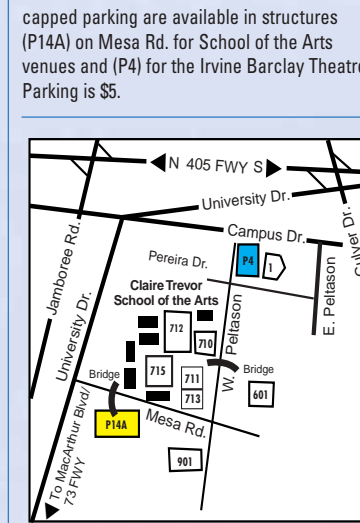 capped parking are available in structures
(P14A) on Mesa Rd. for School of the Arts
venues and (P4) for the Irvine Barclay Theatre
Parking is $5.
N 405 FWY S
University Dr.
Campus Dr.
Culver Dr.
Jamboree Rd.
University Dr.
Pereira Dr.
P4
1
E. Peltason
Claire Trevor
School of the Arts
712
710
W. Peltason
715
711
713
Bridge
Bridge
601
P14A
Mesa Rd.
901
To MacArthur Blvd/
73 FWY